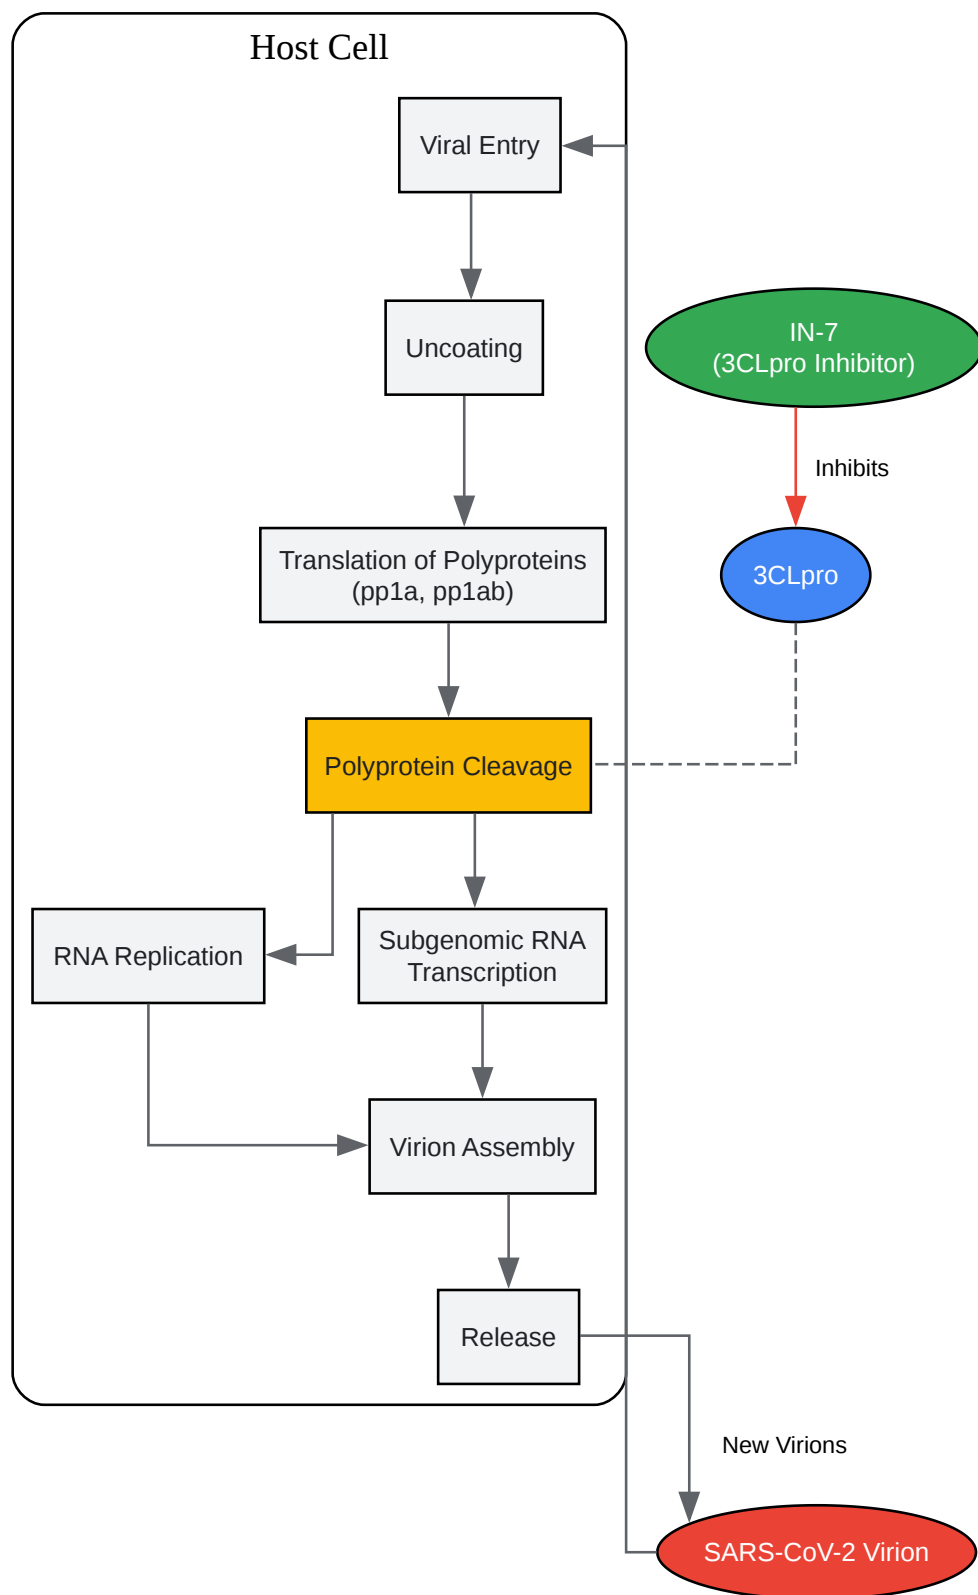 Host Cell
Viral Entry
Uncoating
IN-7
(3CLpro Inhibitor)
Inhibits
Translation of Polyproteins
(pp1a, pp1ab)
3CLpro
Polyprotein Cleavage
RNA Replication
Subgenomic RNA
Transcription
Virion Assembly
Release
New Virions
SARS-CoV-2 Virion